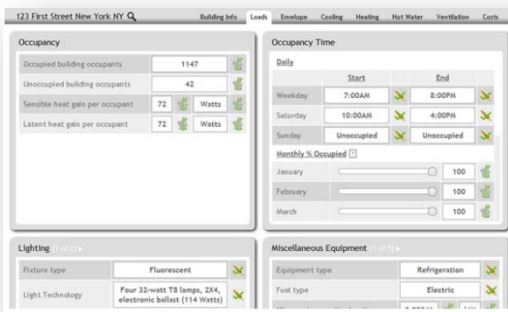 123 First Street New York NY
Building Info Loads Envelope Cooling Heating Hot Water Ventilation Costs
Occupancy
Occupied building occupants 1147
Unoccupied building occupants 42
Sensible heat gain per occupant 72 Watts
Latent heat gain per occupant 72 Watts
Occupancy Time
Daily
Start End
Weekday 7:00AM 8:00PM
Saturday 10:00AM 4:00PM
Sunday Unoccupied Unoccupied
Monthly % Occupied ?
January 100
February 100
March 100
Lighting (1 of 2)
Fixture type Fluorescent
Light Technology Four 32-watt T8 lamps, 2X4,
electronic ballast (114 Watts)
Miscellaneous Equipment
Equipment type Refrigeration
Fuel type Electric